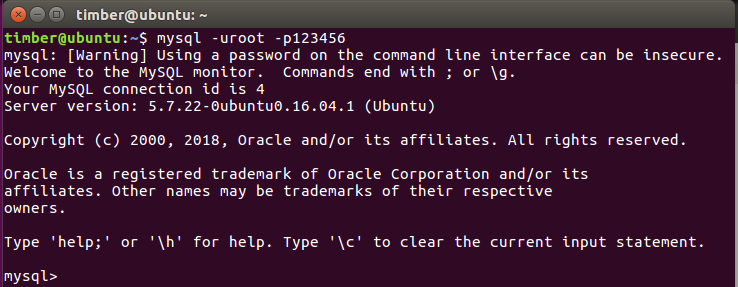 timber@ubuntu: ~
timber@ubuntu:~$ mysql -uroot -p123456
mysql: [Warning] Using a password on the command line interface can be insecure.
Welcome to the MySQL monitor.  Commands end with ; or \g.
Your MySQL connection id is 4
Server version: 5.7.22-0ubuntu0.16.04.1 (Ubuntu)
Copyright (c) 2000, 2018, Oracle and/or its affiliates. All rights reserved.
Oracle is a registered trademark of Oracle Corporation and/or its
affiliates. Other names may be trademarks of their respective
owners.
Type 'help;' or '\h' for help. Type '\c' to clear the current input statement.
mysql>